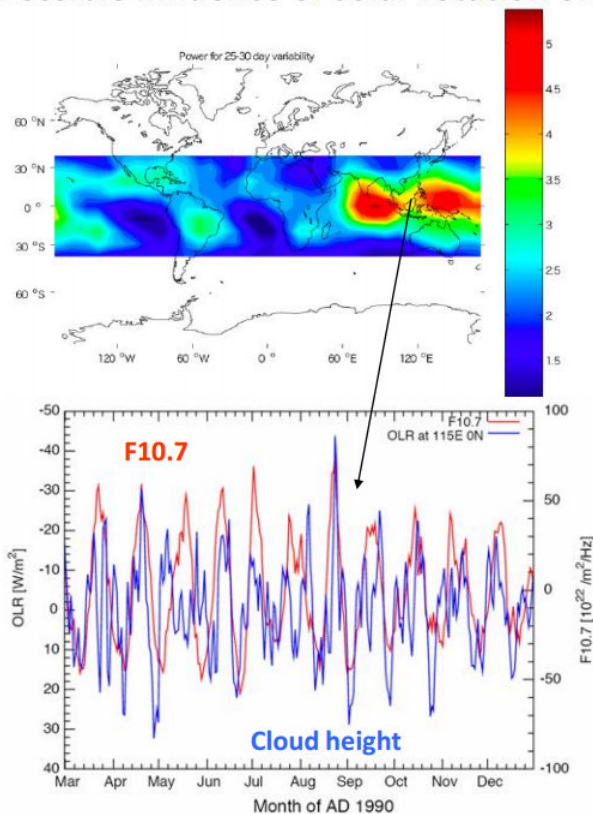 Power for 25-30 day variability
5
4.5
4
3.5
3
2.5
2
1.5
60 °N
30 °N
0 °
30 °S
60 °S
120 °W 60 °W 0 ° 60 °E 120 °E
F10.7
OLR at 115E 0N
F10.7
Cloud height
OLR [W/m²]
-50
-40
-30
-20
-10
0
10
20
30
40
100
50
0
-50
-100
F10.7 [10²² /m²/Hz]
Mar Apr May Jun Jul Aug Sep Oct Nov Dec
Month of AD 1990